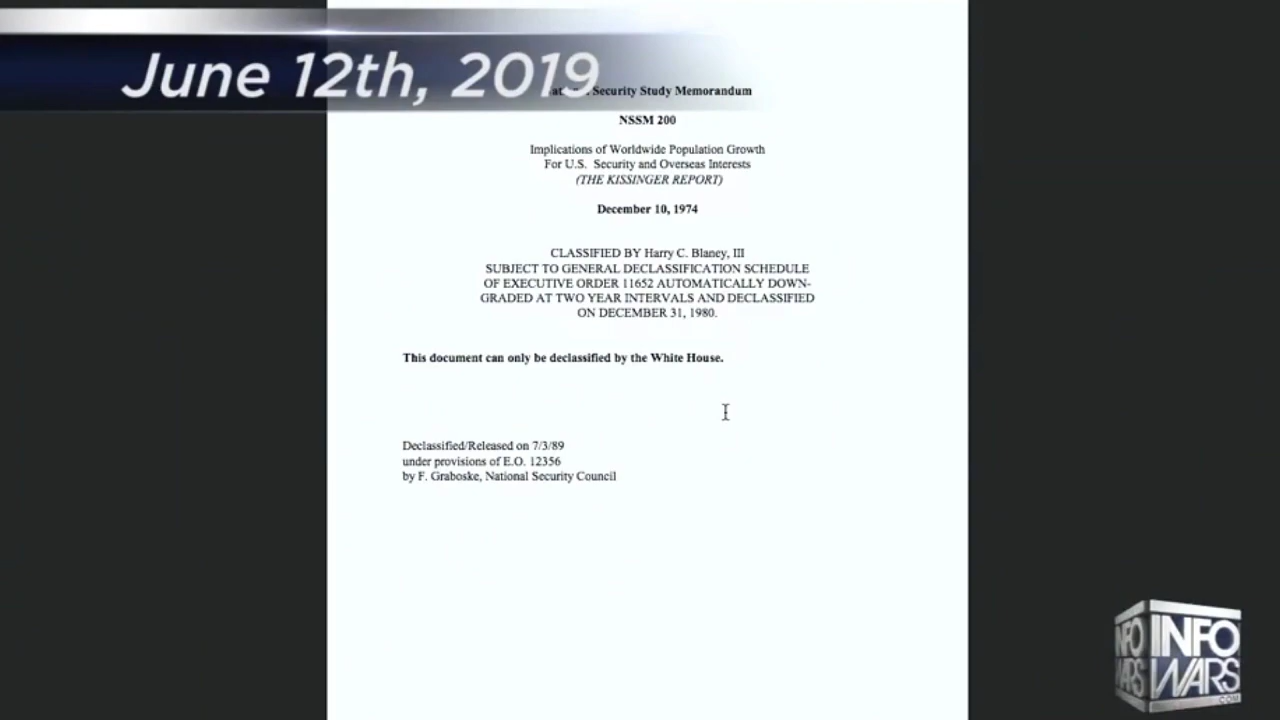 June 12th, 2019
Security Study Memorandum
NSSM 200
Implications of Worldwide Population Growth
For U.S. Security and Overseas Interests
(THE KISSINGER REPORT)
December 10, 1974
CLASSIFIED BY Harry C. Blaney, III
SUBJECT TO GENERAL DECLASSIFICATION SCHEDULE
OF EXECUTIVE ORDER 11652 AUTOMATICALLY DOWN-
GRADED AT TWO YEAR INTERVALS AND DECLASSIFIED
ON DECEMBER 31, 1980.
This document can only be declassified by the White House.
Declassified/Released on 7/3/89
under provisions of E.O. 12356
by F. Graboske, National Security Council
INFO
WARS
.COM